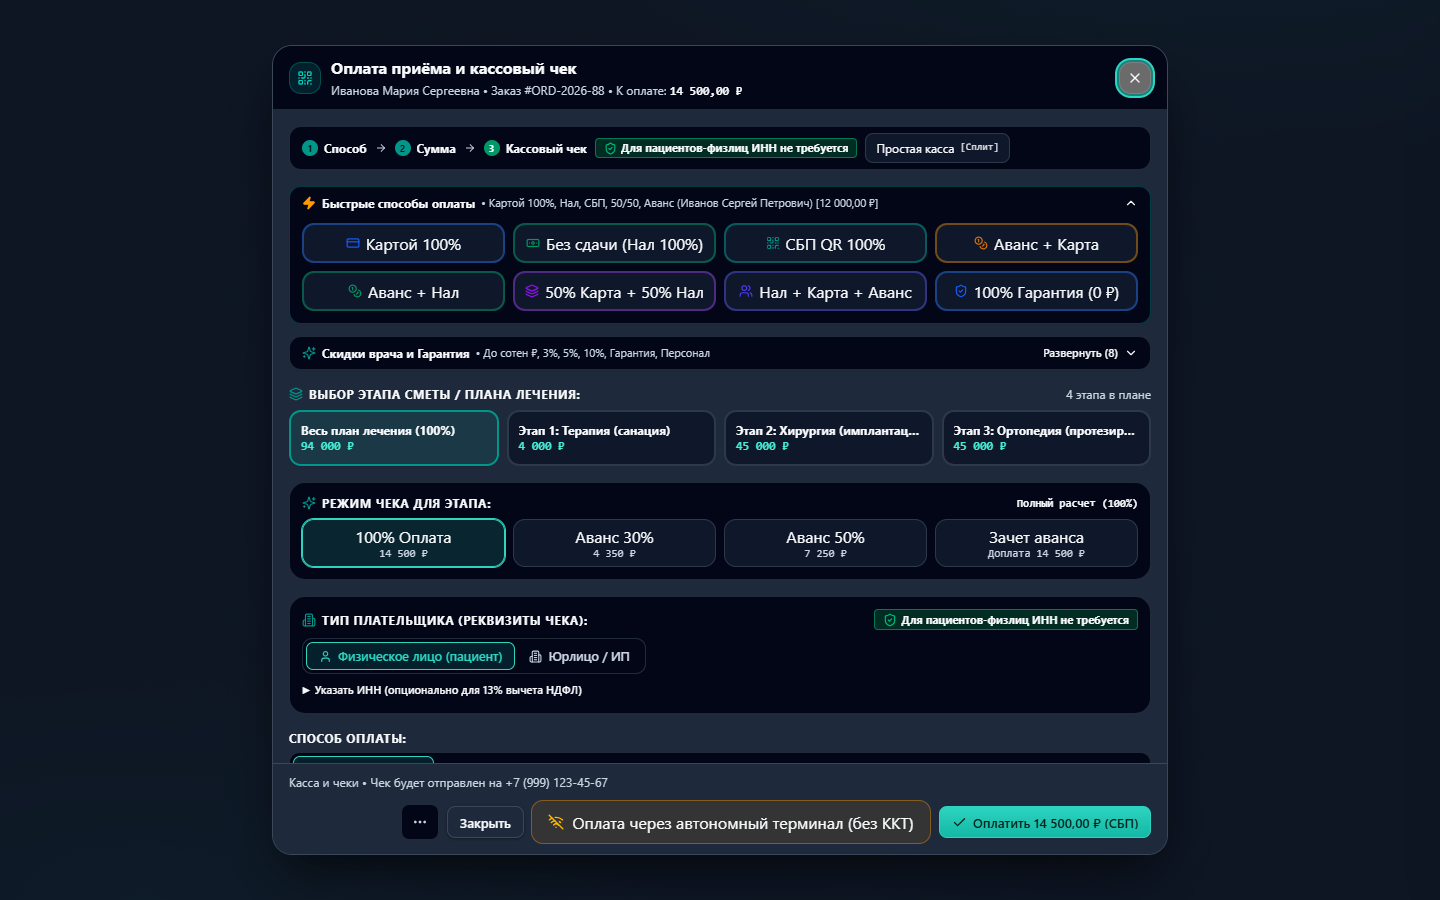 Оплата приёма и кассовый чек
Иванова Мария Сергеевна • Заказ #ORD-2026-88 • К оплате: 14 500,00 ₽
1 Способ → 2 Сумма → 3 Кассовый чек Для пациентов-физлиц ИНН не требуется Простая касса [Сплит]
Быстрые способы оплаты • Картой 100%, Нал, СБП, 50/50, Аванс (Иванов Сергей Петрович) [12 000,00 ₽]
Картой 100% Без сдачи (Нал 100%) СБП QR 100% Аванс + Карта
Аванс + Нал 50% Карта + 50% Нал Нал + Карта + Аванс 100% Гарантия (0 ₽)
Скидки врача и Гарантия • До сотен ₽, 3%, 5%, 10%, Гарантия, Персонал Развернуть (8)
ВЫБОР ЭТАПА СМЕТЫ / ПЛАНА ЛЕЧЕНИЯ: 4 этапа в плане
Весь план лечения (100%) Этап 1: Терапия (санация) Этап 2: Хирургия (имплантац... Этап 3: Ортопедия (протезир...
94 000 ₽ 4 000 ₽ 45 000 ₽ 45 000 ₽
РЕЖИМ ЧЕКА ДЛЯ ЭТАПА: Полный расчет (100%)
100% Оплата Аванс 30% Аванс 50% Зачет аванса
14 500 ₽ 4 350 ₽ 7 250 ₽ Доплата 14 500 ₽
ТИП ПЛАТЕЛЬЩИКА (РЕКВИЗИТЫ ЧЕКА): Для пациентов-физлиц ИНН не требуется
Физическое лицо (пациент) Юрлицо / ИП
▶ Указать ИНН (опционально для 13% вычета НДФЛ)
СПОСОБ ОПЛАТЫ:
Касса и чеки • Чек будет отправлен на +7 (999) 123-45-67
... Закрыть Оплата через автономный терминал (без ККТ) Оплатить 14 500,00 ₽ (СБП)